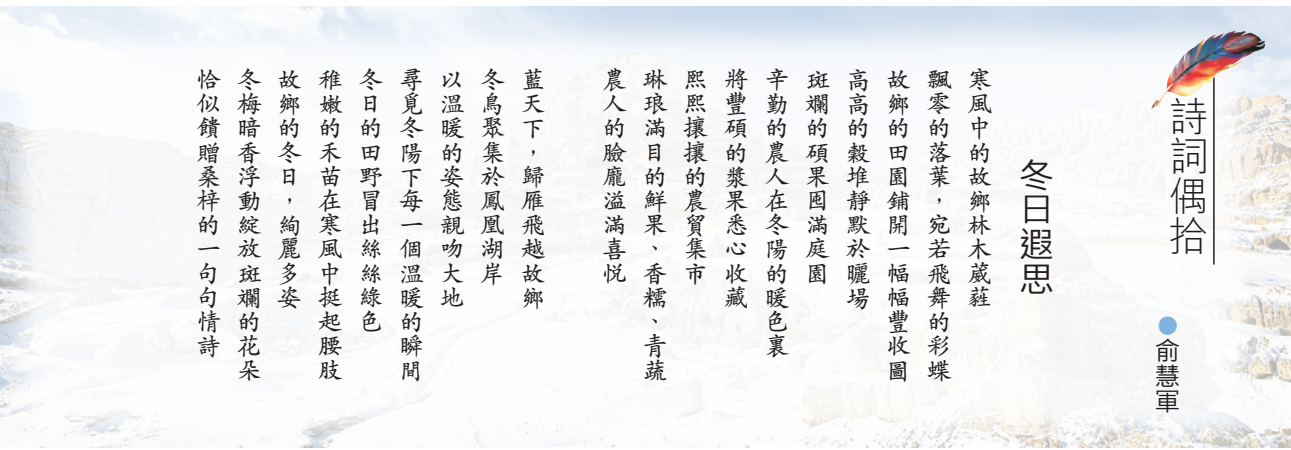 詩詞偶拾
俞慧軍
冬日遐思
寒風中的故鄉林木葳蕤
飄零的落葉，宛若飛舞的彩蝶
故鄉的田園鋪開一幅幅豐收圖
高高的穀堆靜默於曬場
斑斕的碩果囤滿庭園
辛勤的農人在冬陽的暖色裏
將豐碩的漿果悉心收藏
熙熙攘攘的農貿集市
琳琅滿目的鮮果、香糯、青蔬
農人的臉龐溢滿喜悅
藍天下，歸雁飛越故鄉
冬鳥聚集於鳳凰湖岸
以溫暖的姿態親吻大地
尋覓冬陽下每一個溫暖的瞬間
冬日的田野冒出絲絲綠色
稚嫩的禾苗在寒風中挺起腰肢
故鄉的冬日，絢麗多姿
冬梅暗香浮動綻放斑斕的花朵
恰似饋贈桑梓的一句句情詩